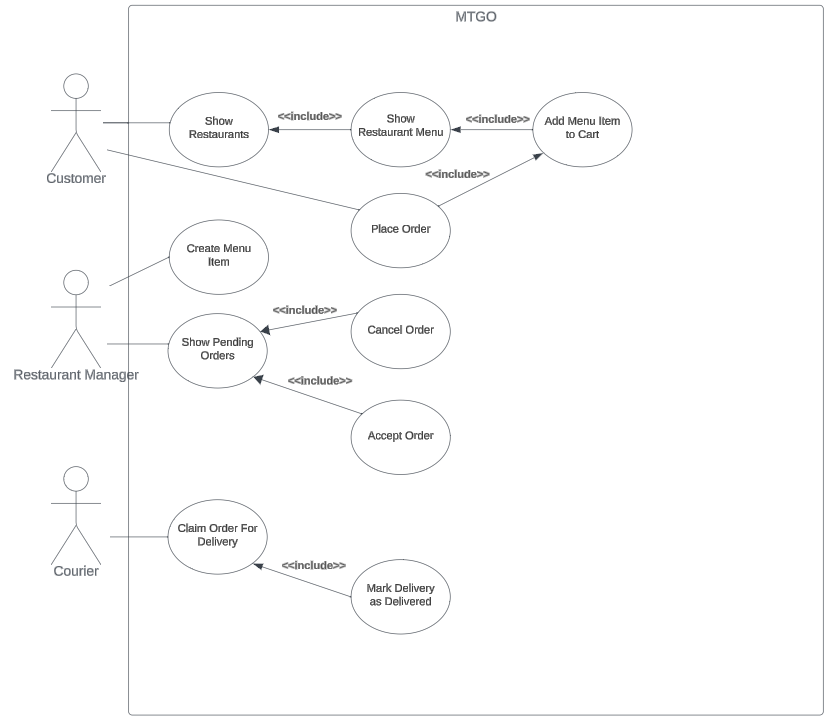 MTGO
Show
Restaurants
<<include>>
Show
Restaurant Menu
<<include>>
Add Menu Item
to Cart
Customer
<<include>>
Place Order
Create Menu
Item
<<include>>
Cancel Order
Show Pending
Orders
Restaurant Manager
<<include>>
Accept Order
Claim Order For
Delivery
Courier
<<include>>
Mark Delivery
as Delivered